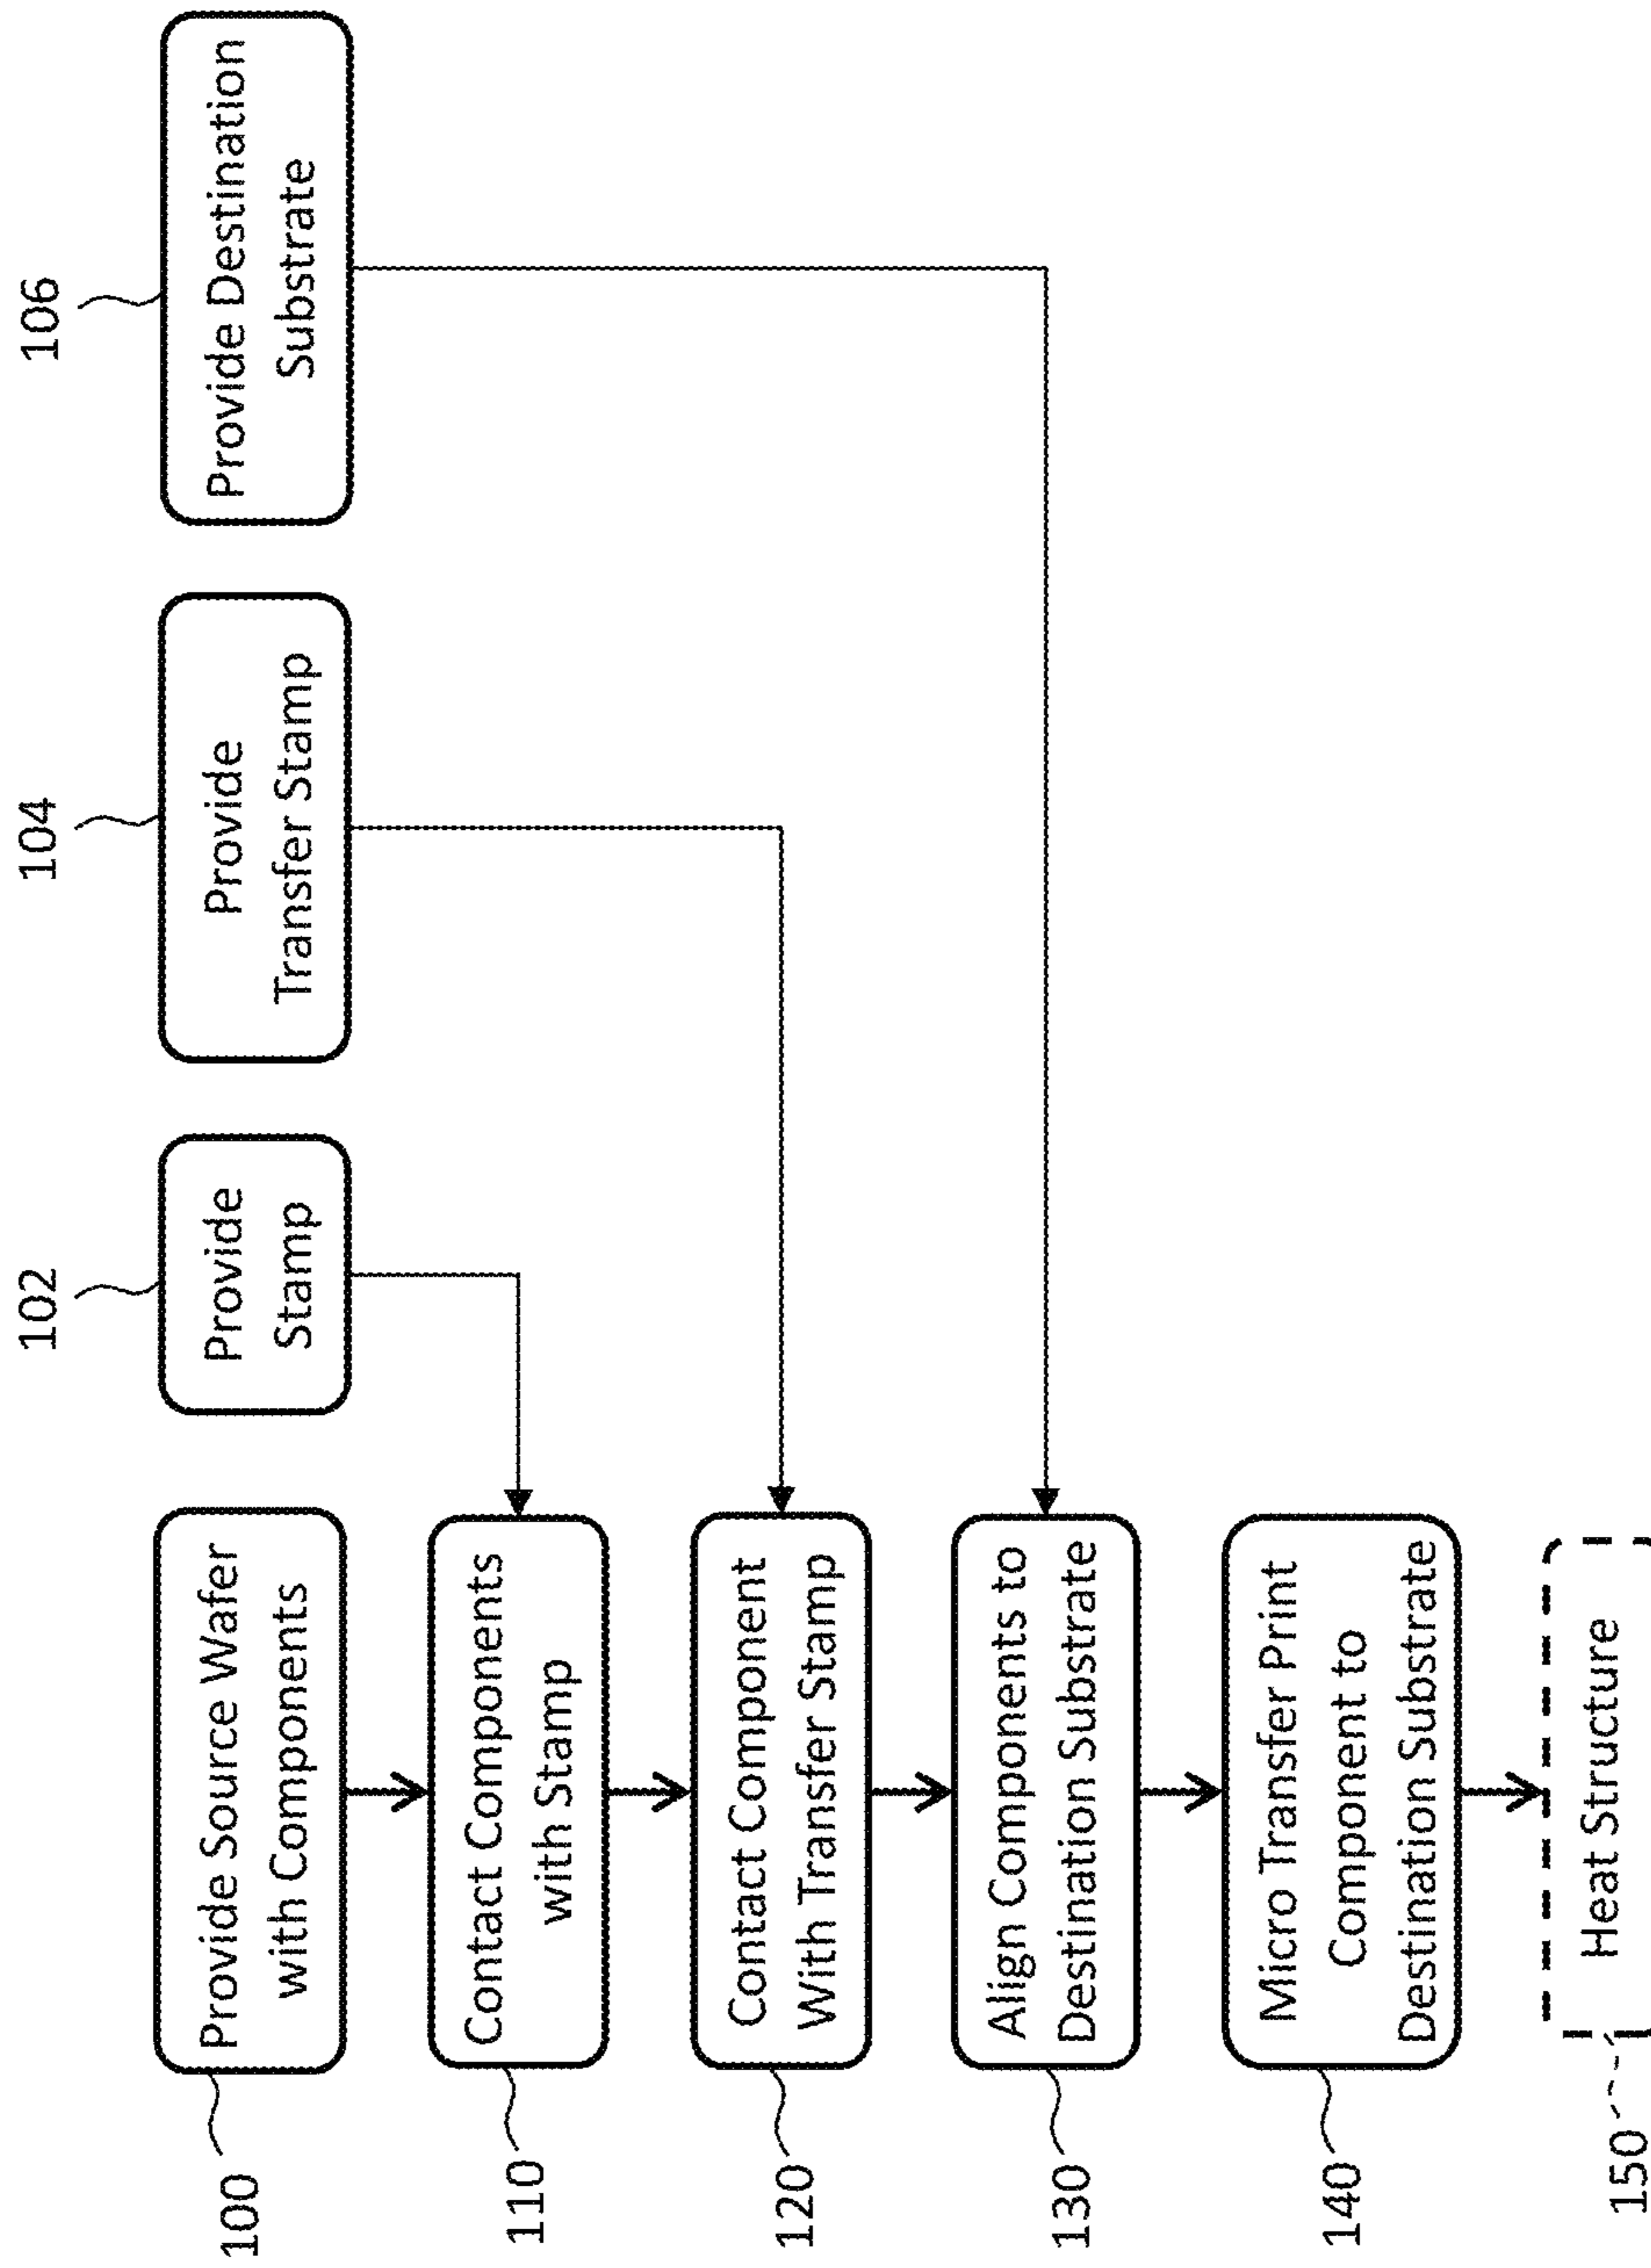 100
Provide Source Wafer
with Components
102
Provide
Stamp
104
Provide
Transfer Stamp
106
Provide Destination
Substrate
110
Contact Components
with Stamp
120
Contact Component
With Transfer Stamp
130
Align Components to
Destination Substrate
140
Micro Transfer Print
Component to
Destination Substrate
150
Heat Structure